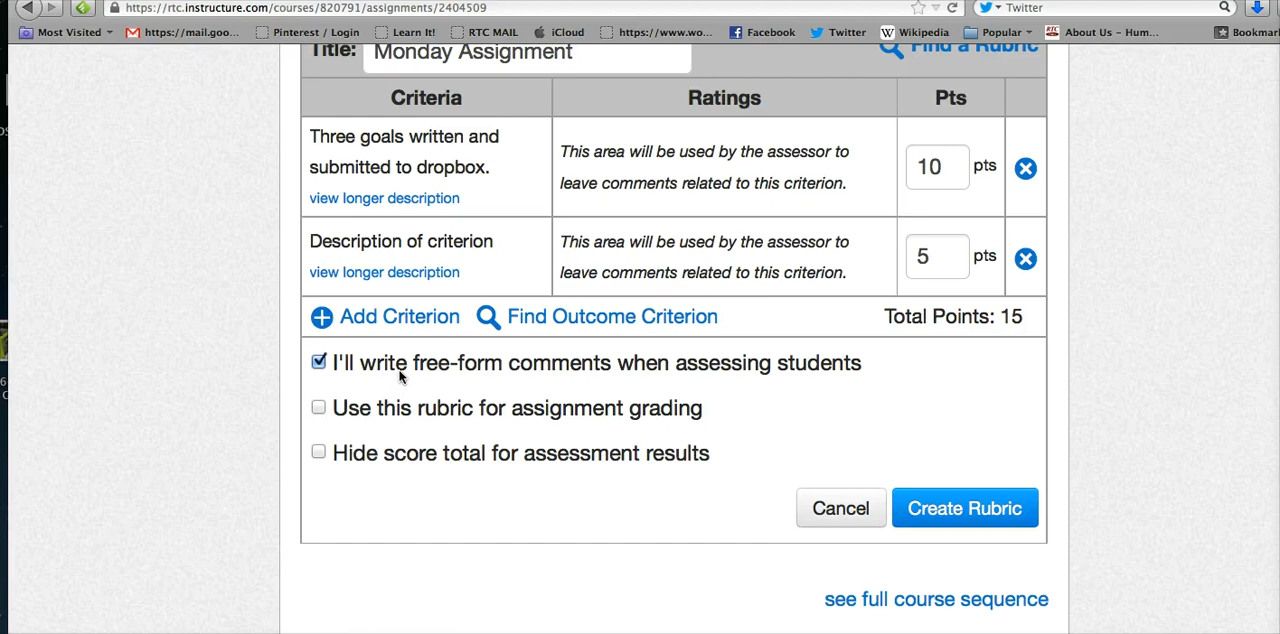 https://rtc.instructure.com/courses/820791/assignments/2404509
Twitter
Most Visited
https://mail.goo...
Pinterest / Login
Learn It!
RTC MAIL
iCloud
https://www.wo...
Facebook
Twitter
Wikipedia
Popular
About Us – Hum...
Bookmar
Title: Monday Assignment
Find a Rubric
Criteria Ratings Pts
Three goals written and
submitted to dropbox.
view longer description
This area will be used by the assessor to
leave comments related to this criterion.
10 pts
Description of criterion
view longer description
This area will be used by the assessor to
leave comments related to this criterion.
5 pts
Add Criterion Find Outcome Criterion Total Points: 15
I'll write free-form comments when assessing students
Use this rubric for assignment grading
Hide score total for assessment results
Cancel Create Rubric
see full course sequence